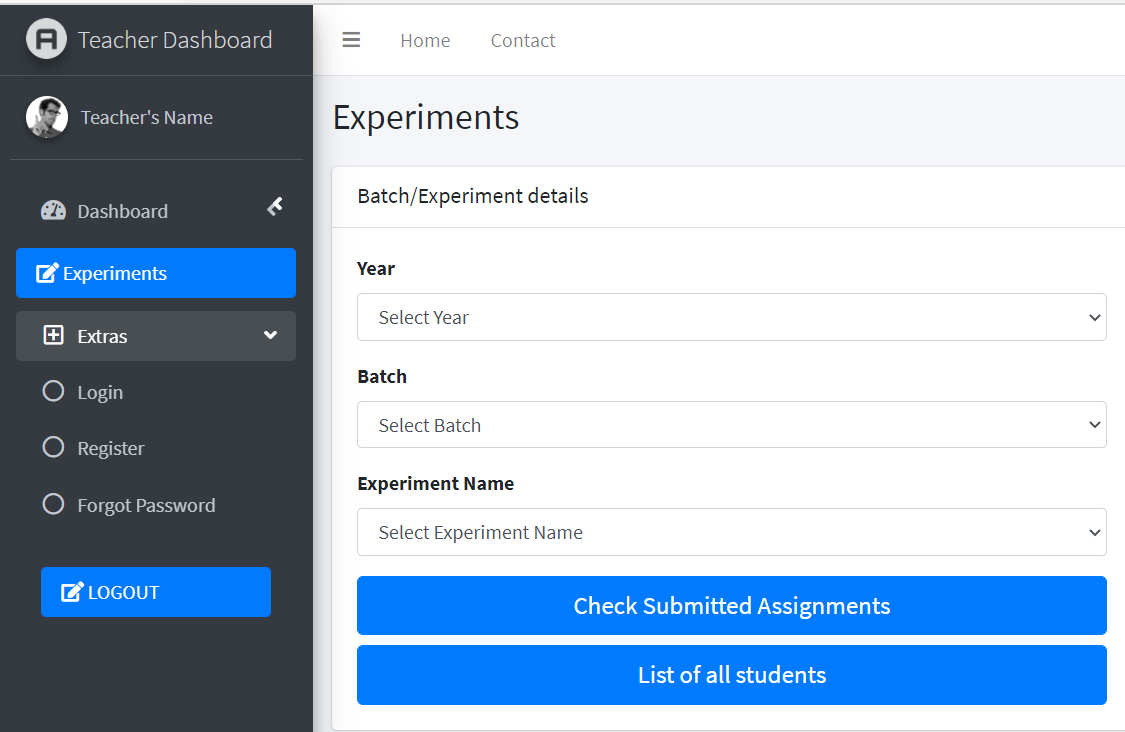 Teacher Dashboard
Teacher's Name
Dashboard
Experiments
Extras
Login
Register
Forgot Password
LOGOUT
Home
Contact
Experiments
Batch/Experiment details
Year
Select Year
Batch
Select Batch
Experiment Name
Select Experiment Name
Check Submitted Assignments
List of all students